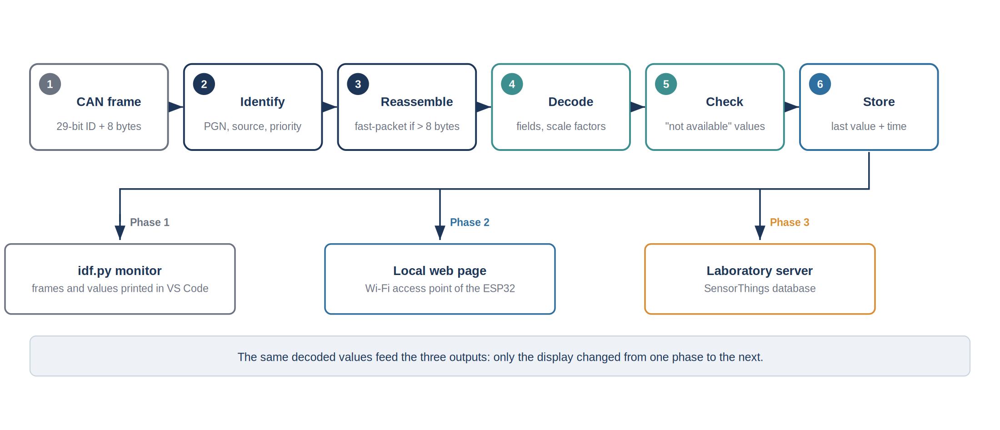 1
CAN frame
29-bit ID + 8 bytes
2
Identify
PGN, source, priority
3
Reassemble
fast-packet if > 8 bytes
4
Decode
fields, scale factors
5
Check
"not available" values
6
Store
last value + time
Phase 1
idf.py monitor
frames and values printed in VS Code
Phase 2
Local web page
Wi-Fi access point of the ESP32
Phase 3
Laboratory server
SensorThings database
The same decoded values feed the three outputs: only the display changed from one phase to the next.